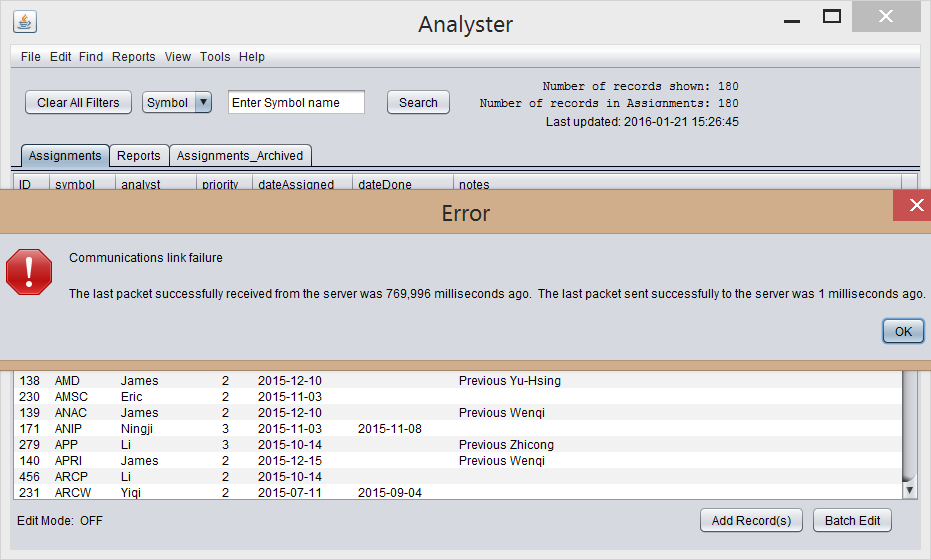 Analyster
File Edit Find Reports View Tools Help
Number of records shown: 180
Clear All Filters Symbol Enter Symbol name Search Number of records in Assignments: 180
Last updated: 2016-01-21 15:26:45
Assignments Reports Assignments_Archived
ID symbol analyst priority dateAssigned dateDone notes
Error
Communications link failure
The last packet successfully received from the server was 769,996 milliseconds ago. The last packet sent successfully to the server was 1 milliseconds ago.
OK
138 AMD James 2 2015-12-10 Previous Yu-Hsing
230 AMSC Eric 2 2015-11-03
139 ANAC James 2 2015-12-10 Previous Wenqi
171 ANIP Ningji 3 2015-11-03 2015-11-08
279 APP Li 3 2015-10-14 Previous Zhicong
140 APRI James 2 2015-12-15 Previous Wenqi
456 ARCP Li 2 2015-10-14
231 ARCW Yiqi 2 2015-07-11 2015-09-04
Edit Mode: OFF Add Record(s) Batch Edit